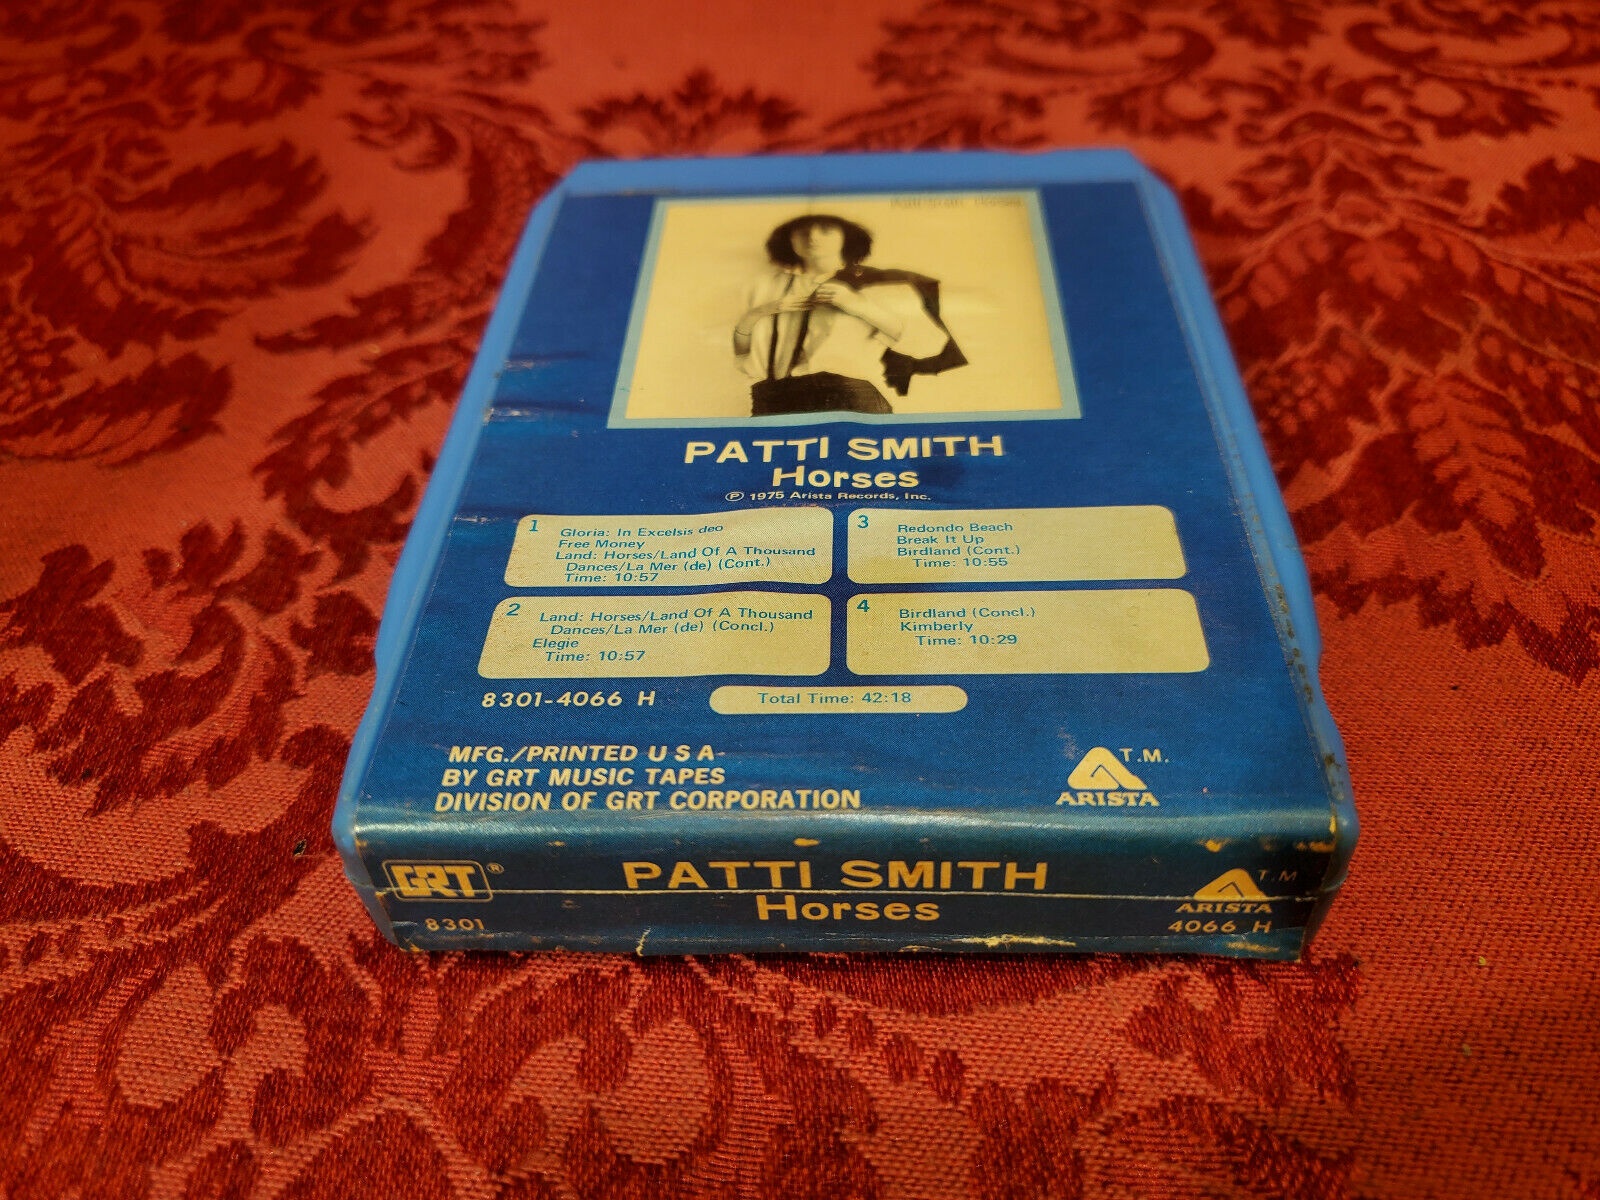 Patti Smith Horses
PATTI SMITH
Horses
Ⓟ 1975 Arista Records, Inc.
1
Gloria: In Excelsis deo
Free Money
Land: Horses/Land Of A Thousand
Dances/La Mer (de) (Cont.)
Time: 10:57
2
Land: Horses/Land Of A Thousand
Dances/La Mer (de) (Concl.)
Elegie
Time: 10:57
3
Redondo Beach
Break It Up
Birdland (Cont.)
Time: 10:55
4
Birdland (Concl.)
Kimberly
Time: 10:29
8301-4066 H
Total Time: 42:18
MFG./PRINTED U S A
BY GRT MUSIC TAPES
DIVISION OF GRT CORPORATION
T.M.
ARISTA
GRT ®
8301
PATTI SMITH
Horses
T.M
ARISTA
4066 H